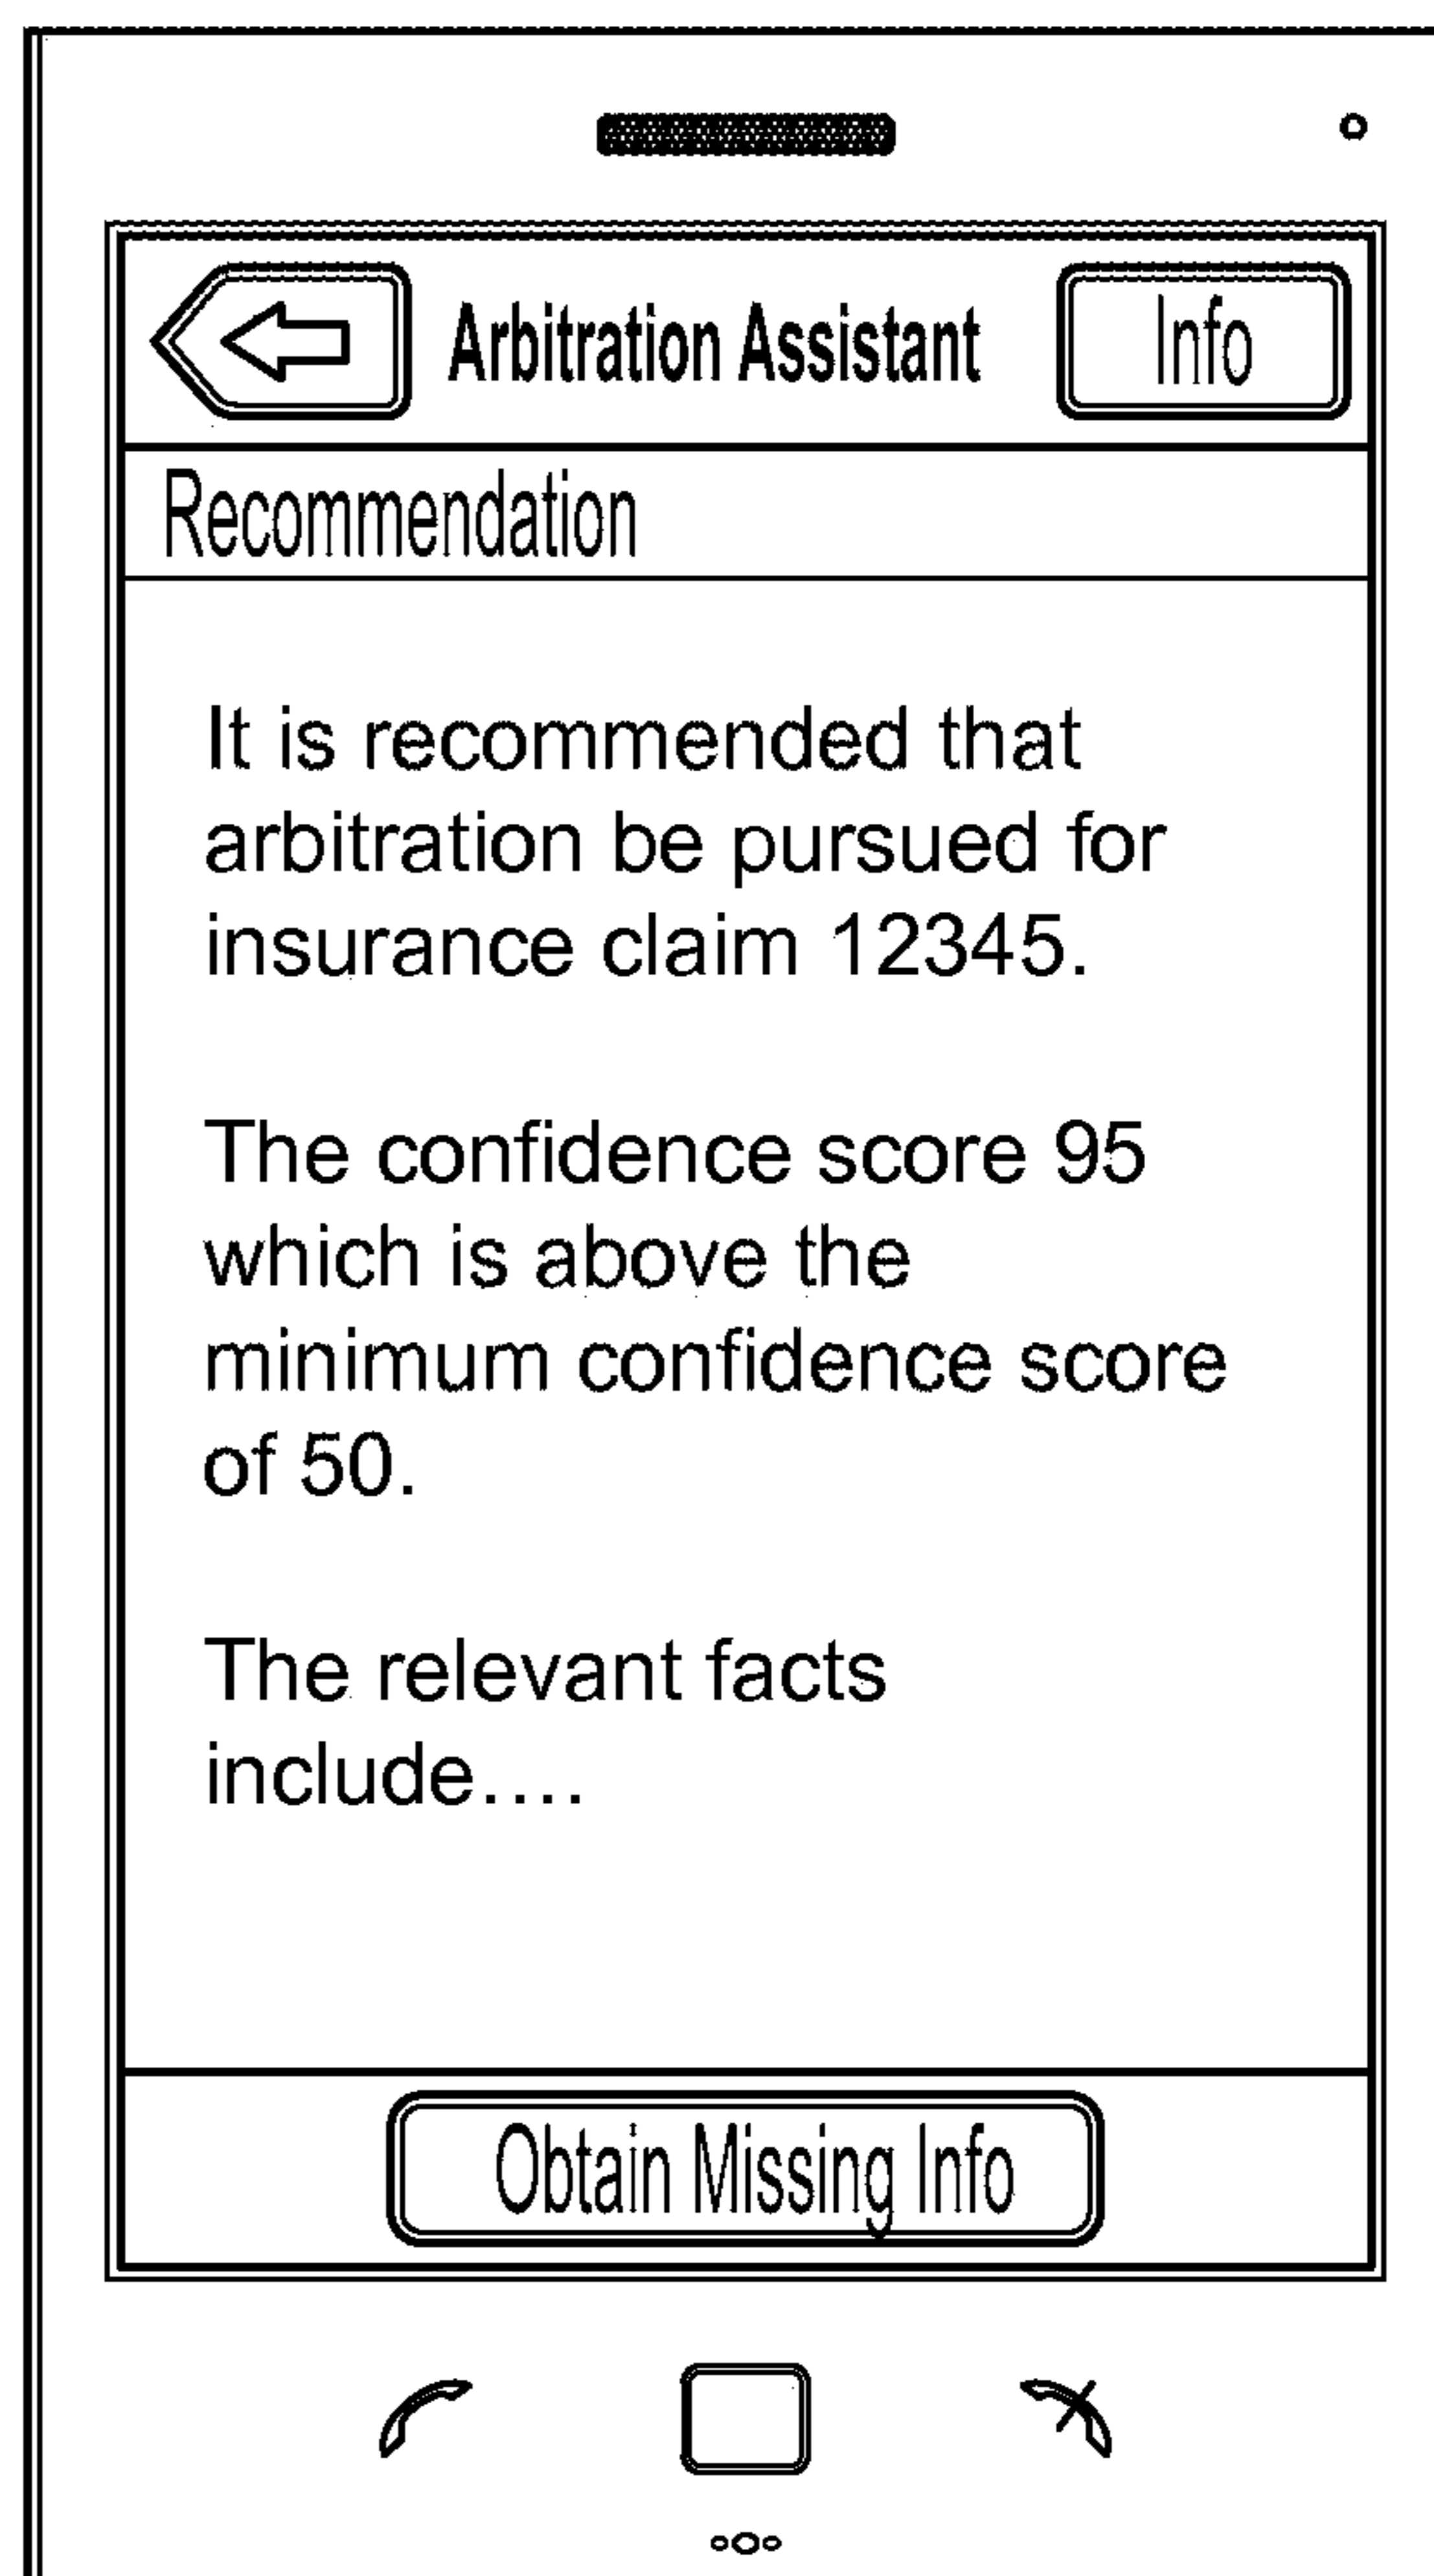 Arbitration Assistant
Info
Recommendation
It is recommended that
arbitration be pursued for
insurance claim 12345.
The confidence score 95
which is above the
minimum confidence score
of 50.
The relevant facts
include....
Obtain Missing Info